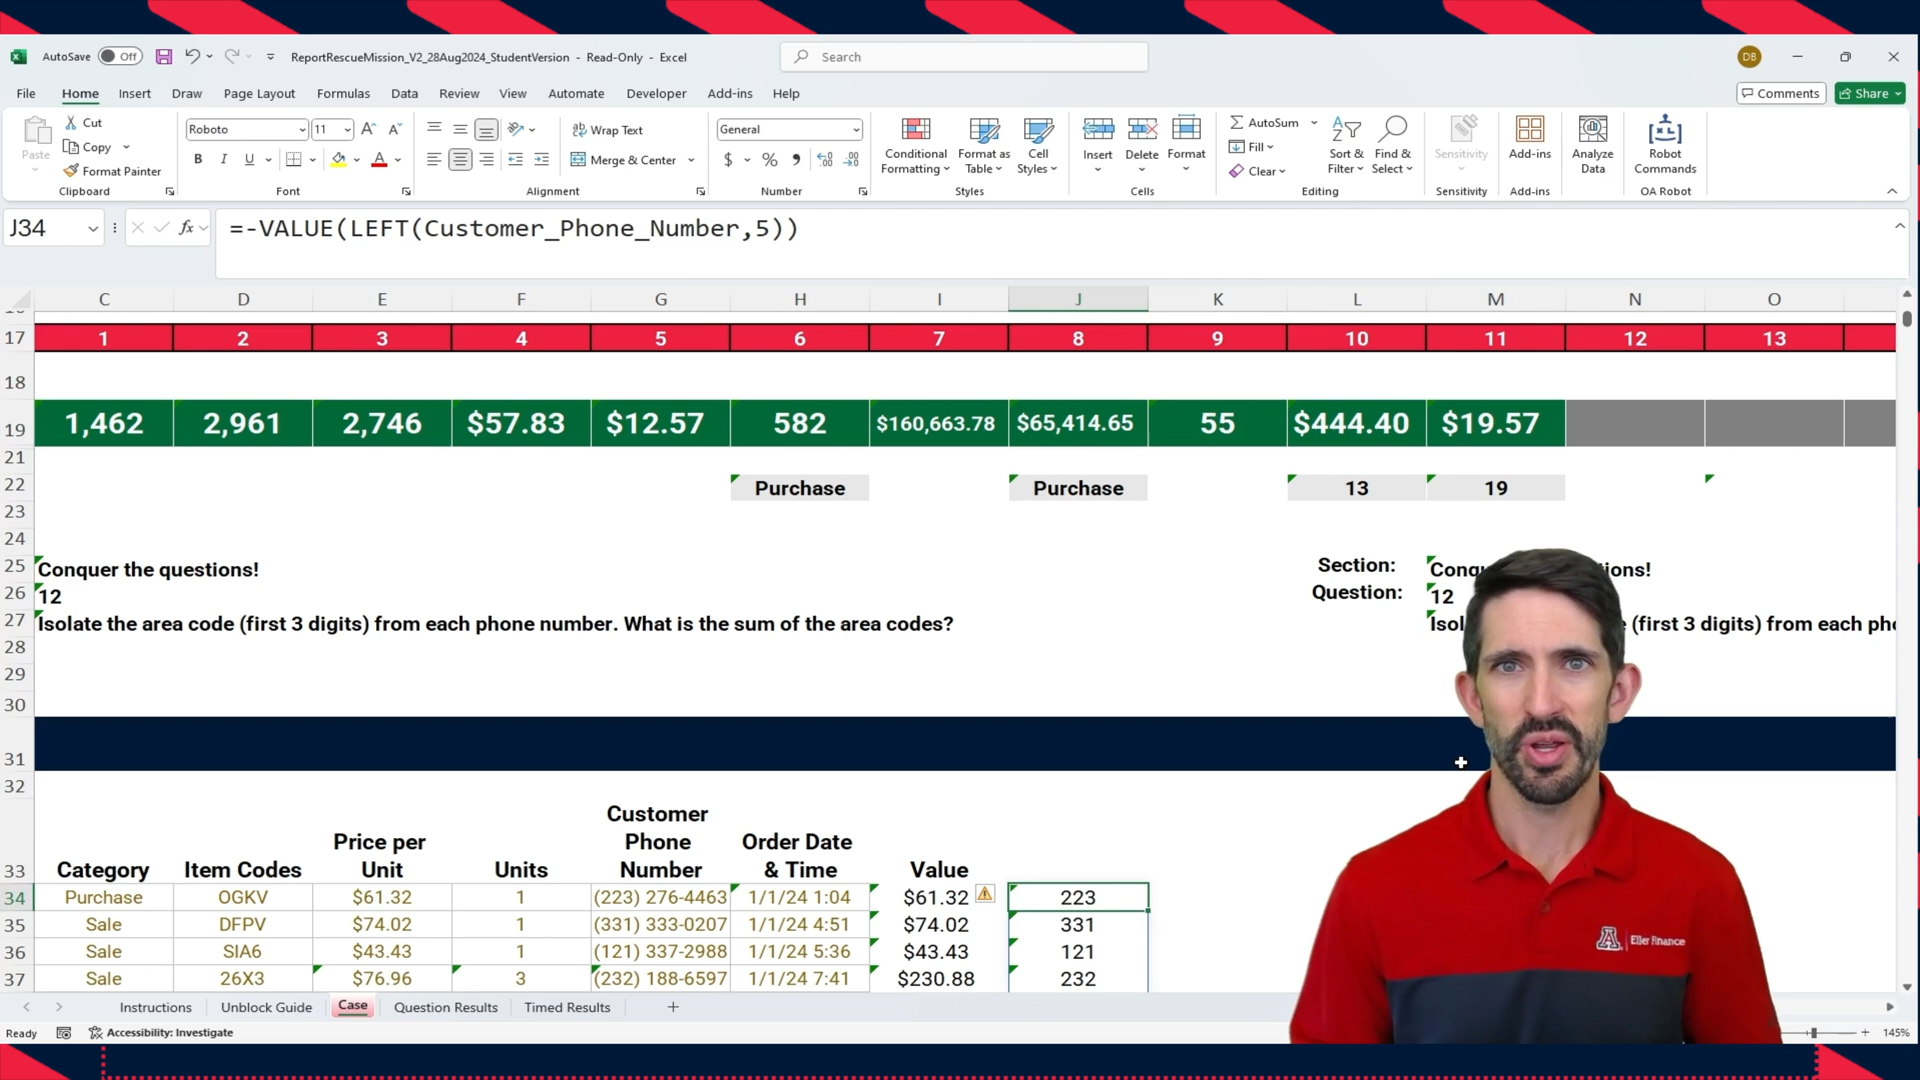 AutoSave Off ReportRescueMission_V2_28Aug2024_StudentVersion - Read-Only - Excel Search DB
File Home Insert Draw Page Layout Formulas Data Review View Automate Developer Add-ins Help Comments Share
Paste Cut Copy Format Painter Clipboard
Roboto 11 B I U A Font
Wrap Text Merge & Center Alignment
General $ % Number
Conditional Formatting Format as Table Cell Styles Styles
Insert Delete Format Cells
AutoSum Fill Clear Sort & Filter Find & Select Editing
Sensitivity Sensitivity
Add-ins Add-ins
Analyze Data
Robot Commands OA Robot
J34 fx =-VALUE(LEFT(Customer_Phone_Number,5))
C D E F G H I J K L M N O
17 1 2 3 4 5 6 7 8 9 10 11 12 13
18
19 1,462 2,961 2,746 $57.83 $12.57 582 $160,663.78 $65,414.65 55 $444.40 $19.57
21
22 Purchase Purchase 13 19
23
24
25 Conquer the questions! Section: Conq ions!
26 12 Question: 12
27 Isolate the area code (first 3 digits) from each phone number. What is the sum of the area codes? Isol (first 3 digits) from each pho
28
29
30
31
32
33 Category Item Codes Price per Unit Units Customer Phone Number Order Date & Time Value
34 Purchase OGKV $61.32 1 (223) 276-4463 1/1/24 1:04 $61.32 223
35 Sale DFPV $74.02 1 (331) 333-0207 1/1/24 4:51 $74.02 331
36 Sale SIA6 $43.43 1 (121) 337-2988 1/1/24 5:36 $43.43 121
37 Sale 26X3 $76.96 3 (232) 188-6597 1/1/24 7:41 $230.88 232
A Eller Finance
Instructions Unblock Guide Case Question Results Timed Results +
Ready Accessibility: Investigate + 145%